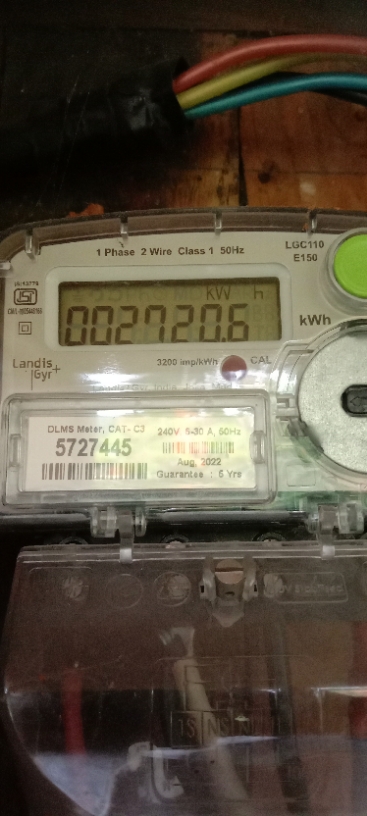 1 Phase 2 Wire Class 1 50Hz
LGC110
E150
kW h
002720.6
kWh
Landis
Gyr+
3200 imp/kWh
CAL
DLMS Meter, CAT- C3
5727445
240V 5-30 A, 50Hz
Aug, 2022
Guarantee : 5 Yrs